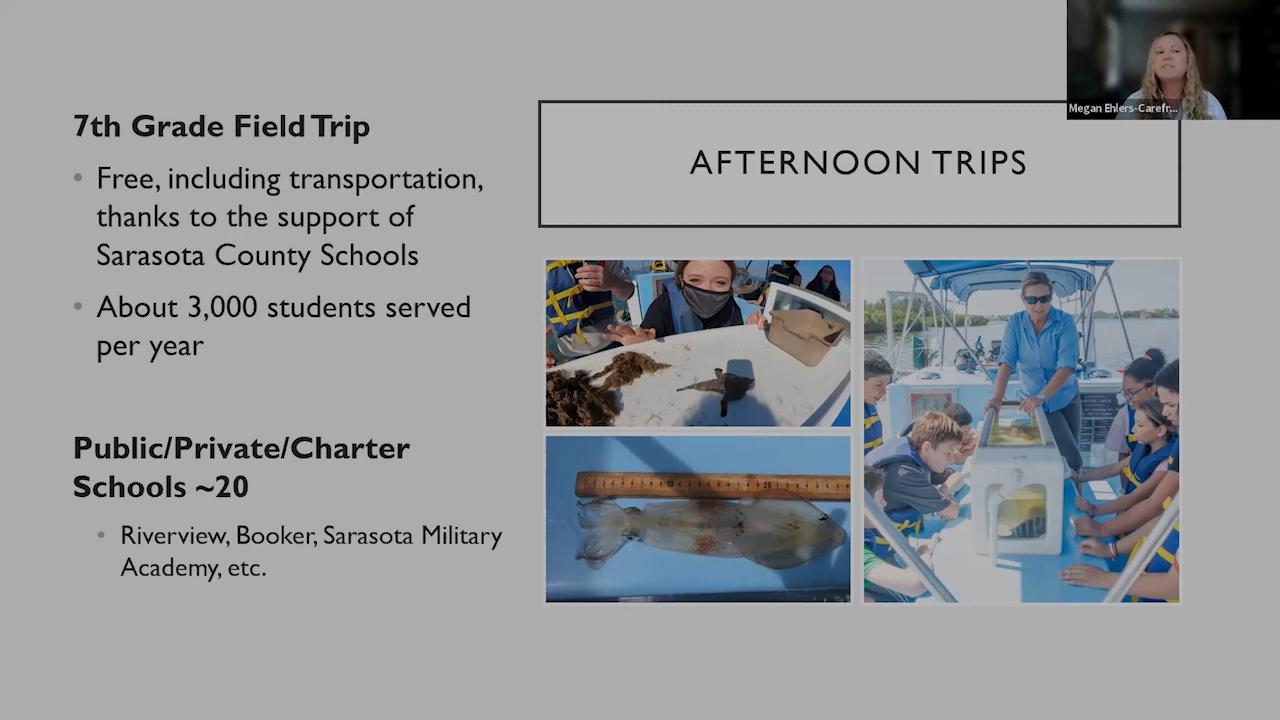 Megan Ehlers-Carefr...
7th Grade Field Trip
• Free, including transportation,
thanks to the support of
Sarasota County Schools
• About 3,000 students served
per year
Public/Private/Charter
Schools ~20
• Riverview, Booker, Sarasota Military
Academy, etc.
AFTERNOON TRIPS
10
20